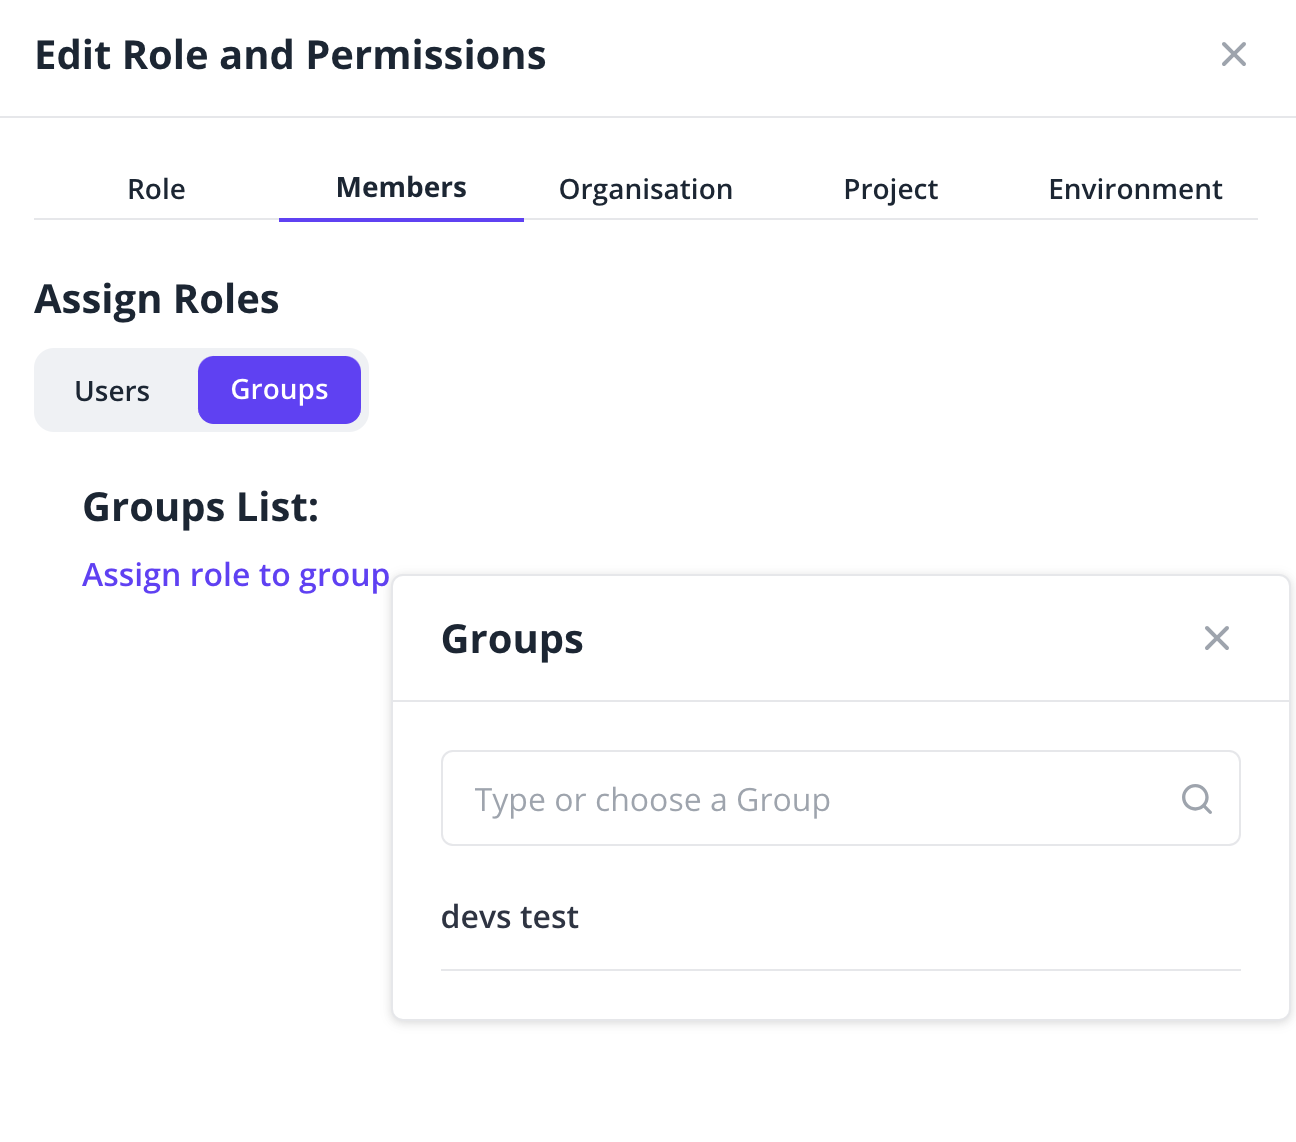 Edit Role and Permissions
Role Members Organisation Project Environment
Assign Roles
Users Groups
Groups List:
Assign role to group
Groups
Type or choose a Group
devs test